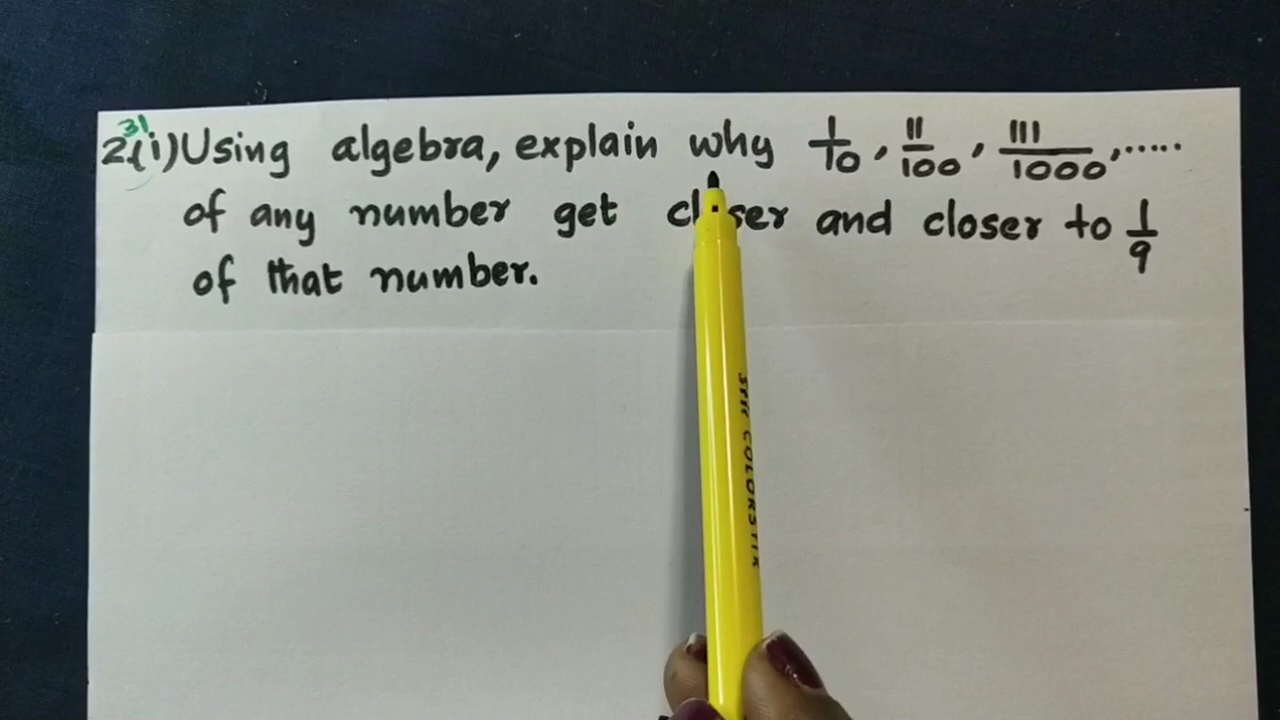 31
2(i) Using algebra, explain why 1/10, 11/100, 111/1000, .....
of any number get closer and closer to 1/9
of that number.